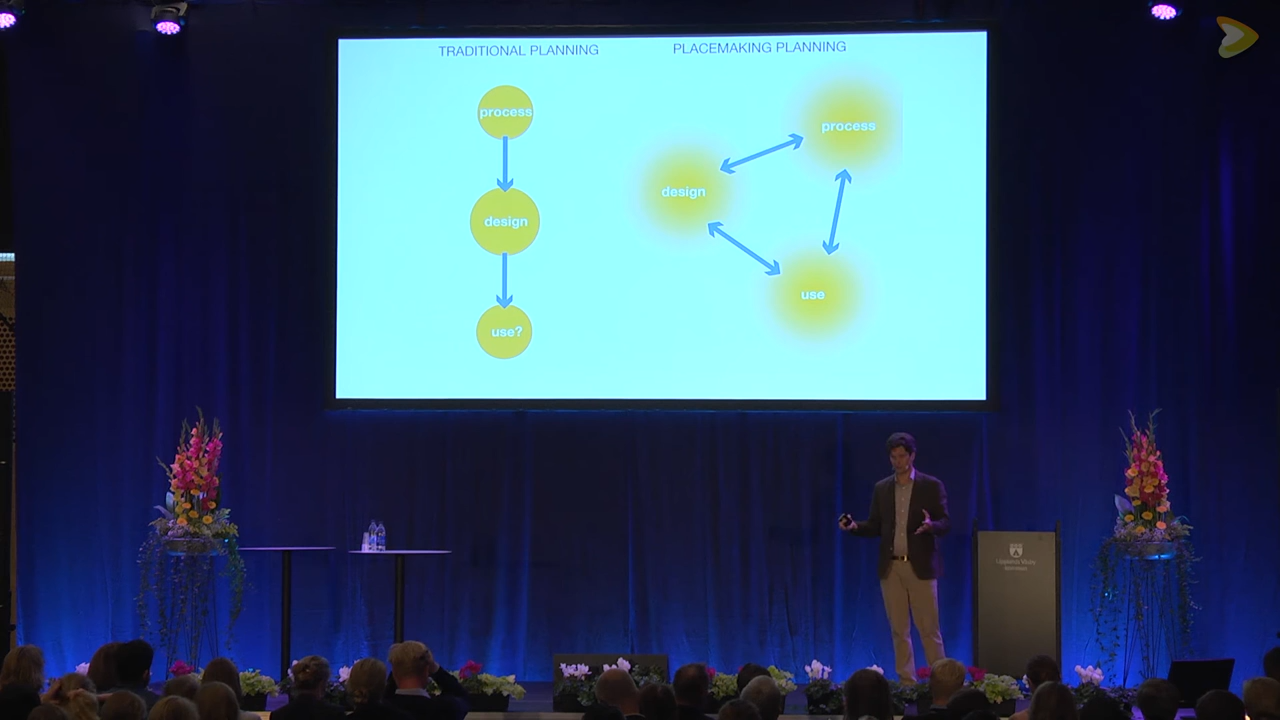 TRADITIONAL PLANNING
process
design
use?
PLACEMAKING PLANNING
process
design
use